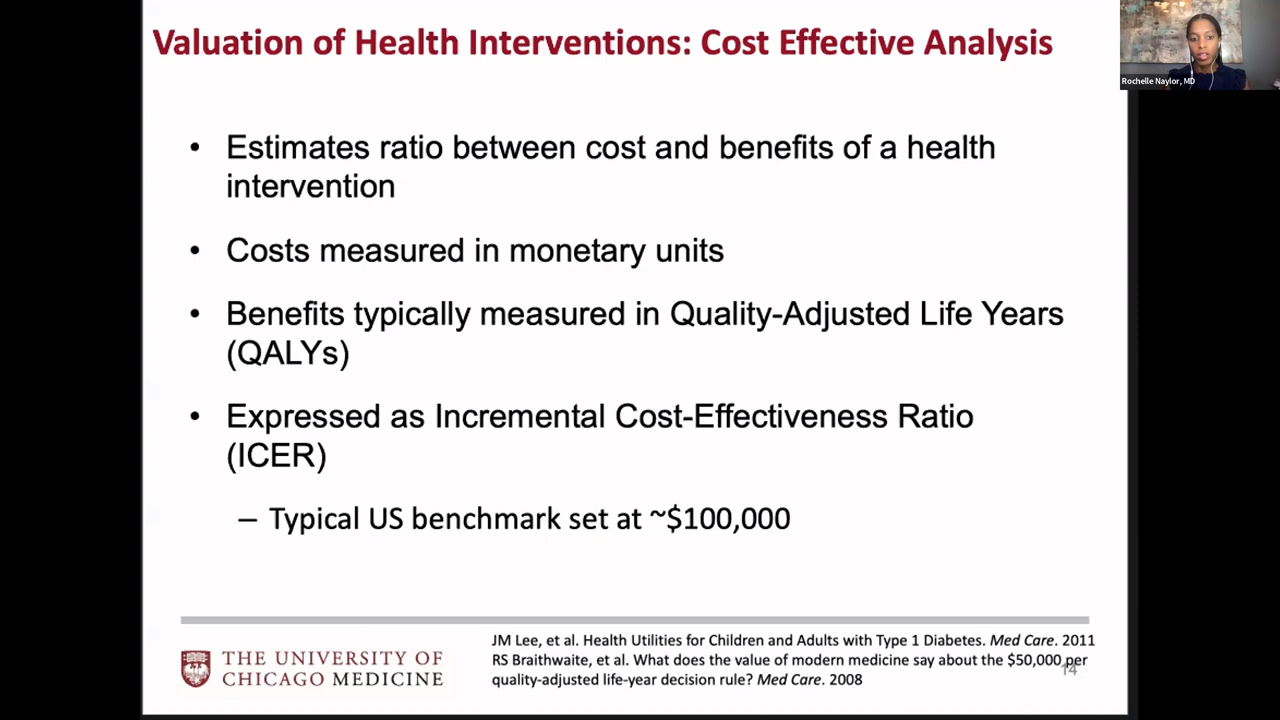 Valuation of Health Interventions: Cost Effective Analysis
Rochelle Naylor, MD
• Estimates ratio between cost and benefits of a health
intervention
• Costs measured in monetary units
• Benefits typically measured in Quality-Adjusted Life Years
(QALYs)
• Expressed as Incremental Cost-Effectiveness Ratio
(ICER)
– Typical US benchmark set at ~$100,000
THE UNIVERSITY OF
CHICAGO MEDICINE
JM Lee, et al. Health Utilities for Children and Adults with Type 1 Diabetes. Med Care. 2011
RS Braithwaite, et al. What does the value of modern medicine say about the $50,000 per
quality-adjusted life-year decision rule? Med Care. 2008
14